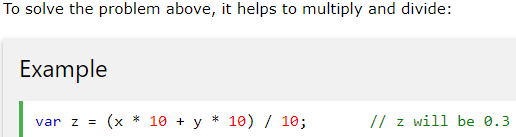 To solve the problem above, it helps to multiply and divide:
Example
var z = (x * 10 + y * 10) / 10;       // z will be 0.3